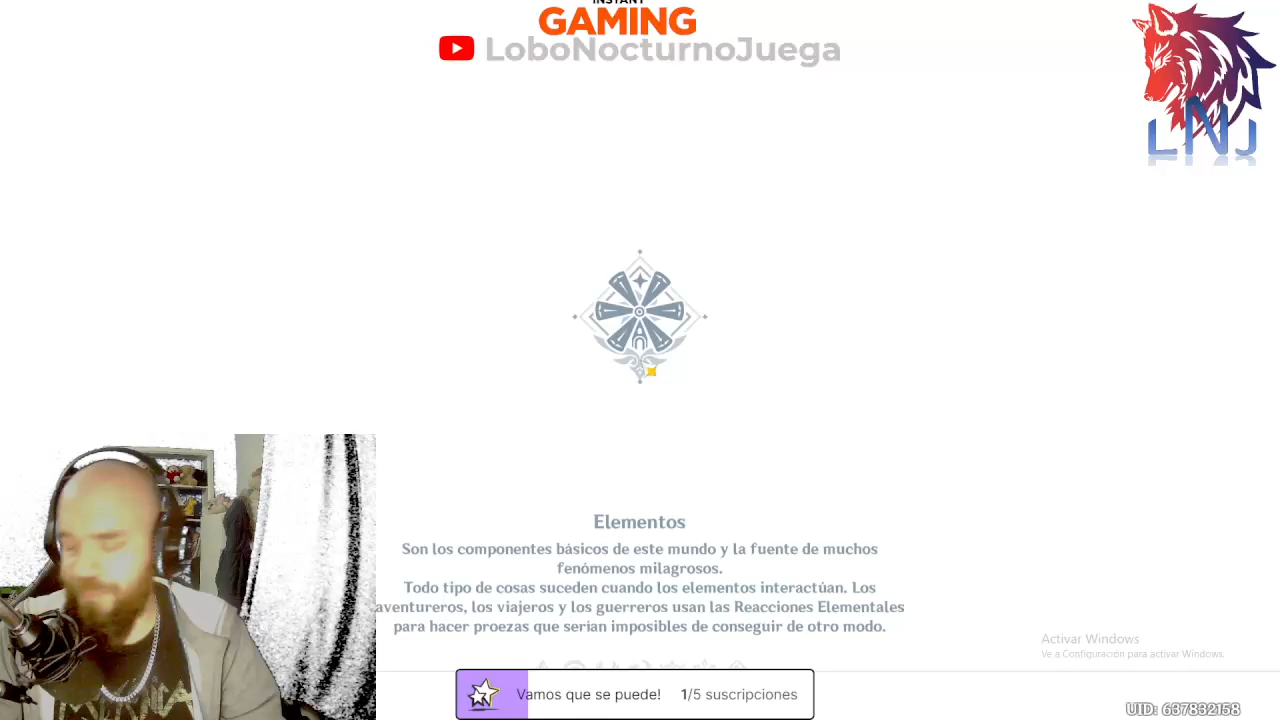 INSTANT
GAMING
LoboNocturnoJuega
LNJ
Elementos
Son los componentes básicos de este mundo y la fuente de muchos
fenómenos milagrosos.
Todo tipo de cosas suceden cuando los elementos interactúan. Los
aventureros, los viajeros y los guerreros usan las Reacciones Elementales
para hacer proezas que serían imposibles de conseguir de otro modo.
Activar Windows
Ve a Configuración para activar Windows.
Vamos que se puede! 1/5 suscripciones
UID: 637832158